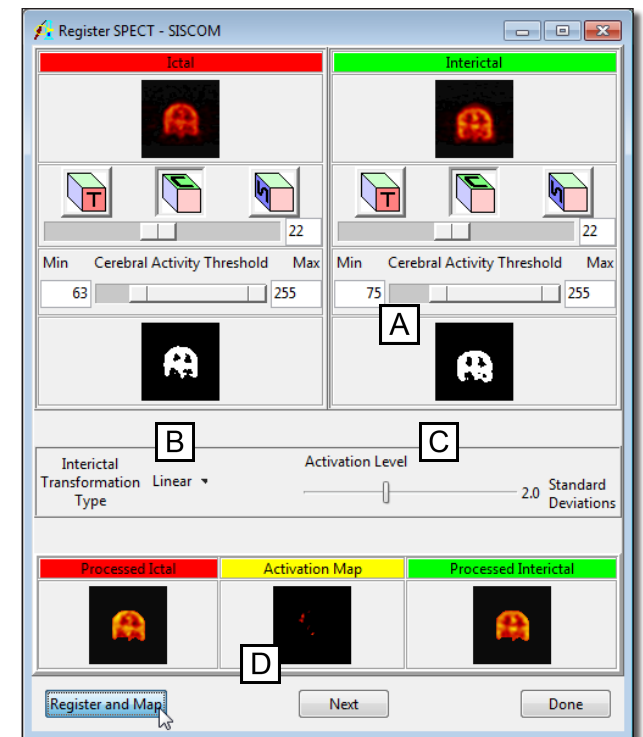 Register SPECT - SISCOM
Ictal
Interictal
T
22
T
22
Min Cerebral Activity Threshold Max
63 255
Min Cerebral Activity Threshold Max
75 255
A
B
C
Interictal
Transformation
Type
Linear
Activation Level
2.0 Standard
Deviations
Processed Ictal
Activation Map
Processed Interictal
D
Register and Map
Next
Done